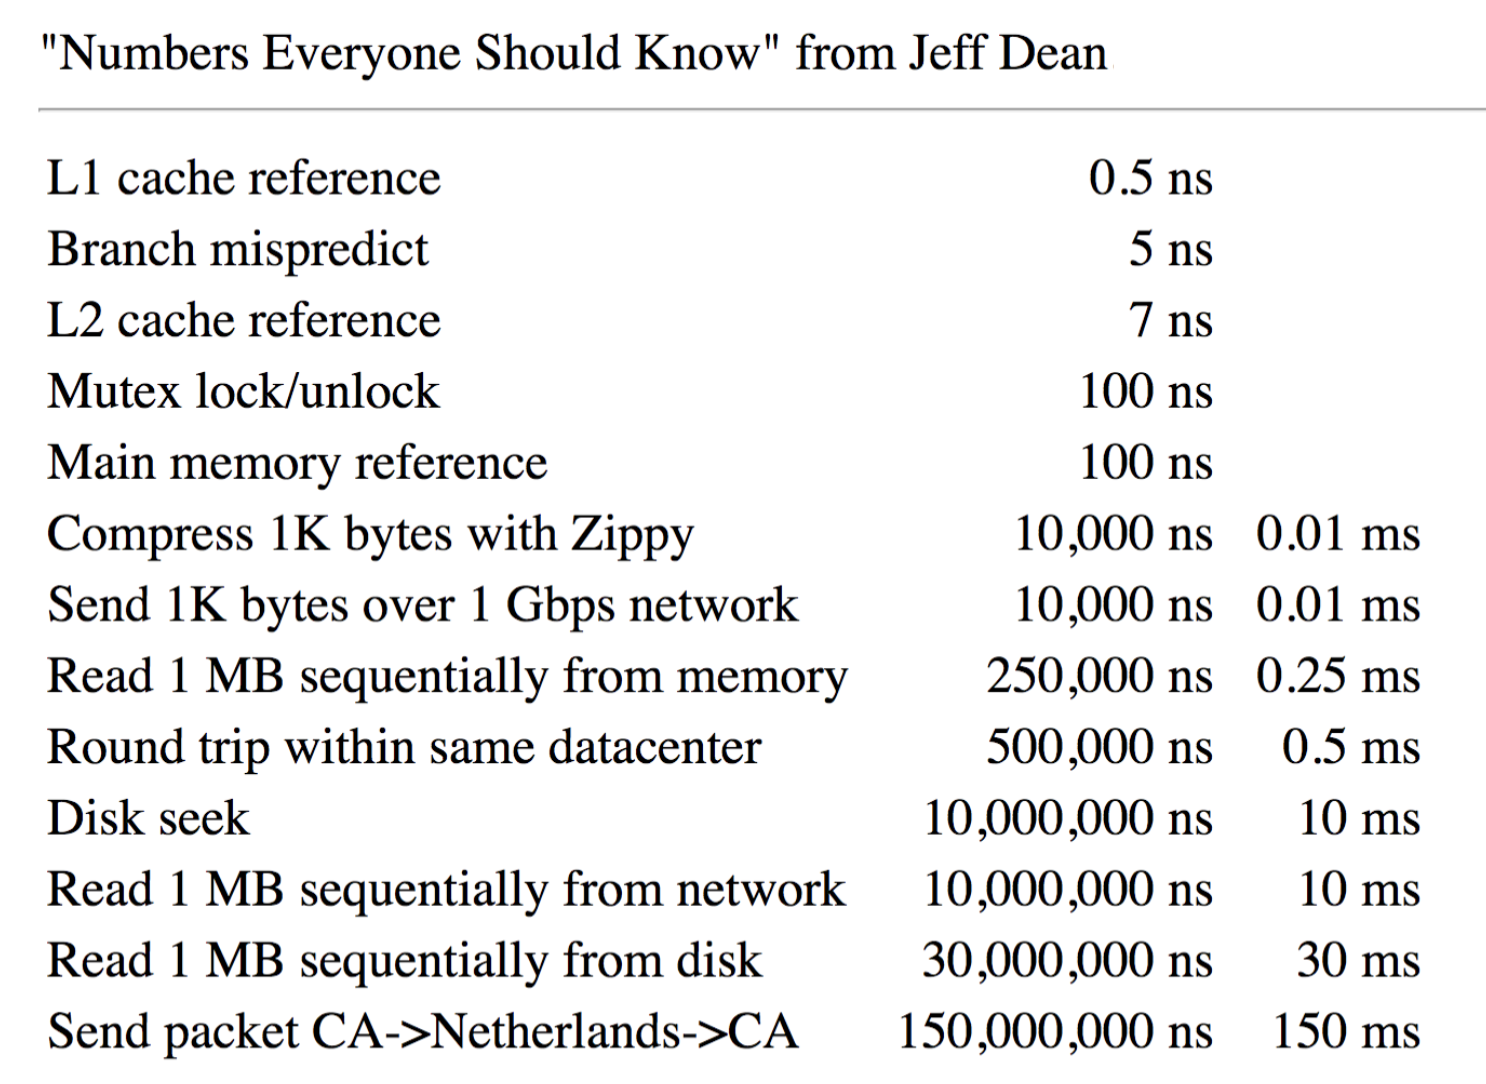 "Numbers Everyone Should Know" from Jeff Dean
L1 cache reference 0.5 ns
Branch mispredict 5 ns
L2 cache reference 7 ns
Mutex lock/unlock 100 ns
Main memory reference 100 ns
Compress 1K bytes with Zippy 10,000 ns 0.01 ms
Send 1K bytes over 1 Gbps network 10,000 ns 0.01 ms
Read 1 MB sequentially from memory 250,000 ns 0.25 ms
Round trip within same datacenter 500,000 ns 0.5 ms
Disk seek 10,000,000 ns 10 ms
Read 1 MB sequentially from network 10,000,000 ns 10 ms
Read 1 MB sequentially from disk 30,000,000 ns 30 ms
Send packet CA->Netherlands->CA 150,000,000 ns 150 ms